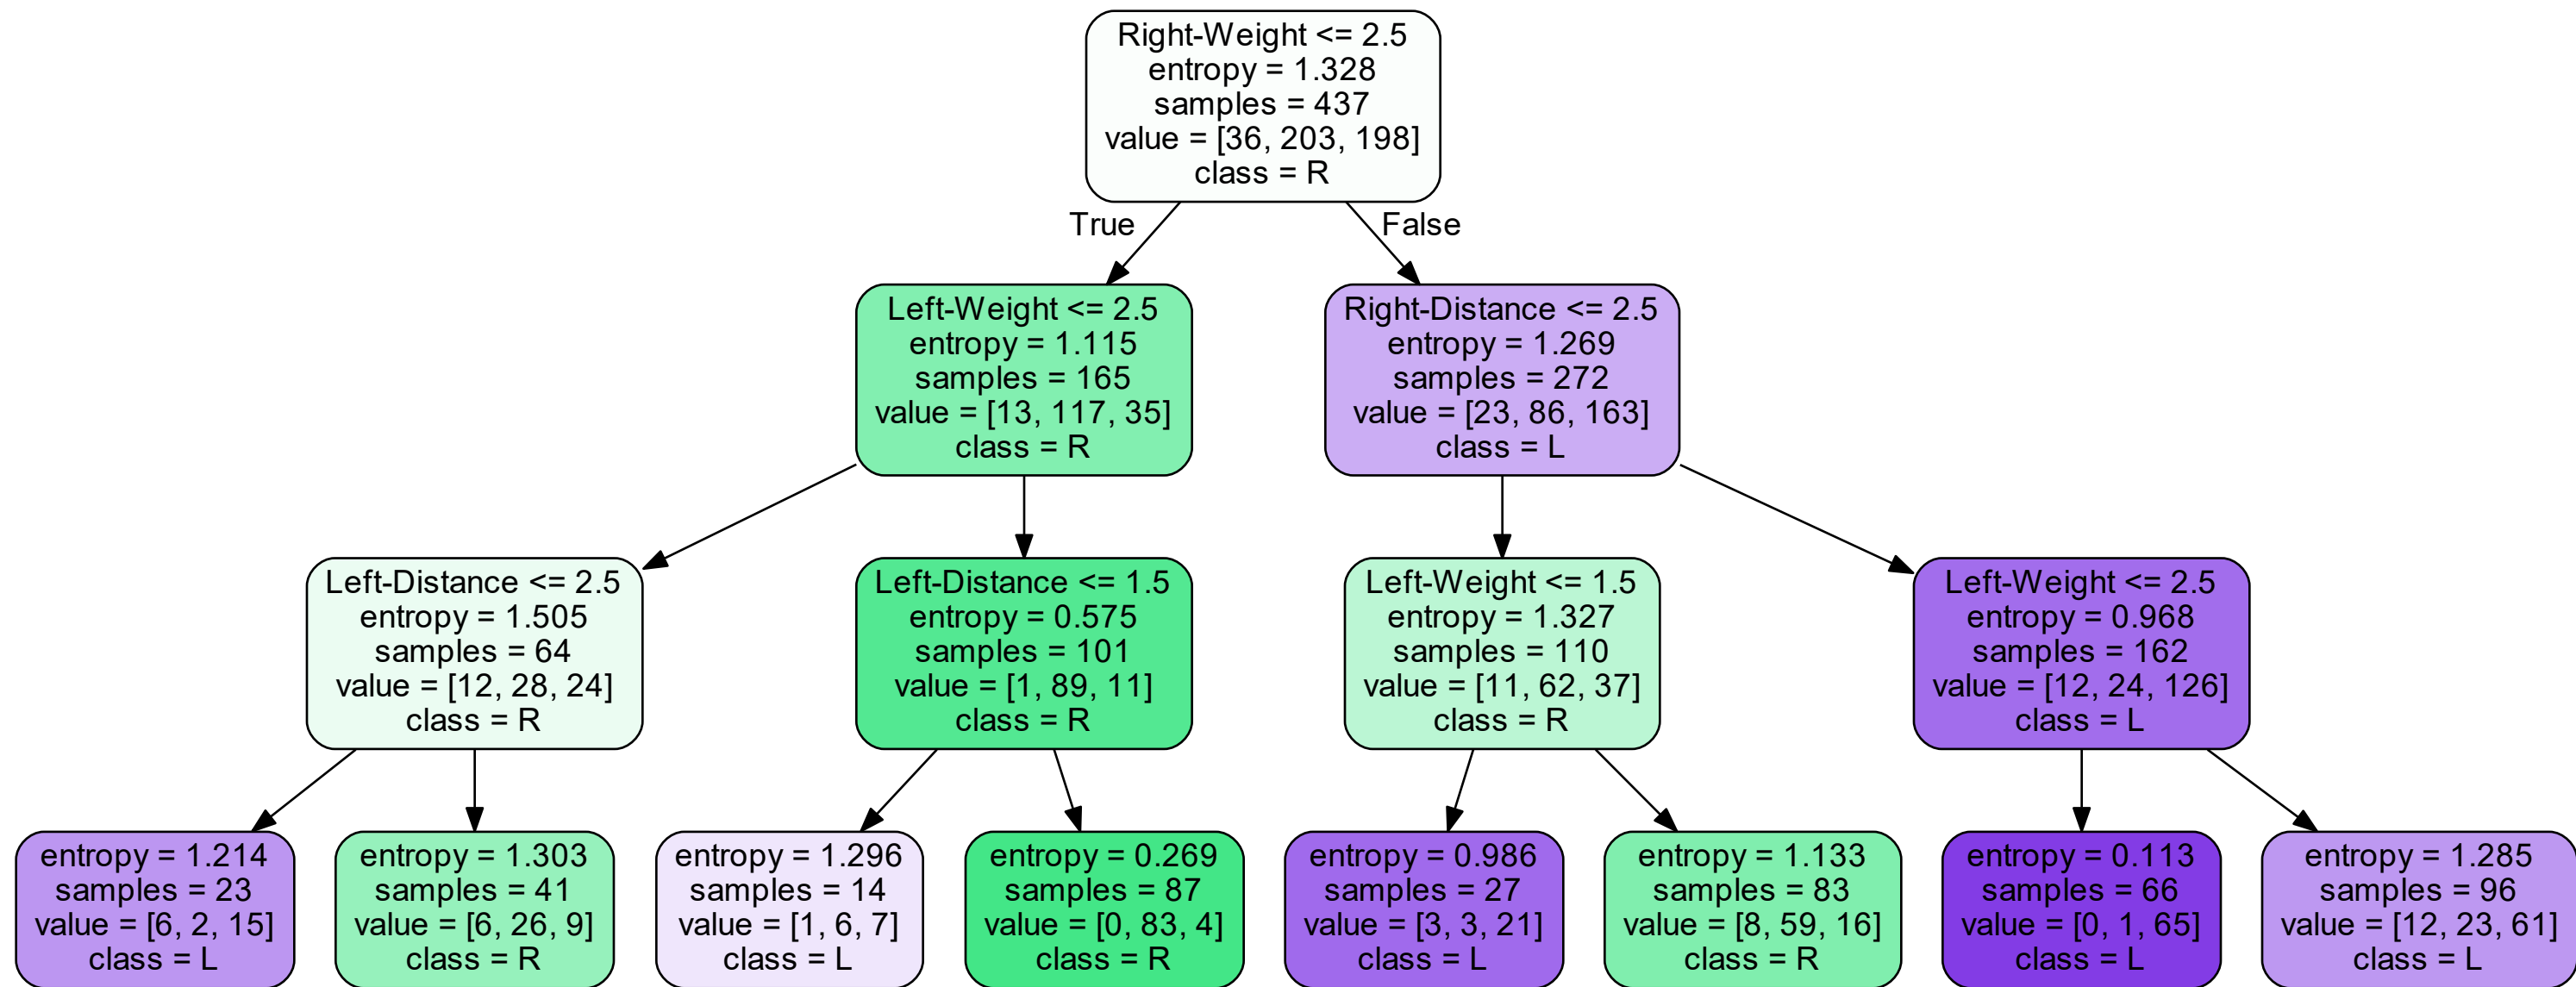 Right-Weight <= 2.5
entropy = 1.328
samples = 437
value = [36, 203, 198]
class = R
True
False
Left-Weight <= 2.5
entropy = 1.115
samples = 165
value = [13, 117, 35]
class = R
Right-Distance <= 2.5
entropy = 1.269
samples = 272
value = [23, 86, 163]
class = L
Left-Distance <= 2.5
entropy = 1.505
samples = 64
value = [12, 28, 24]
class = R
Left-Distance <= 1.5
entropy = 0.575
samples = 101
value = [1, 89, 11]
class = R
Left-Weight <= 1.5
entropy = 1.327
samples = 110
value = [11, 62, 37]
class = R
Left-Weight <= 2.5
entropy = 0.968
samples = 162
value = [12, 24, 126]
class = L
entropy = 1.214
samples = 23
value = [6, 2, 15]
class = L
entropy = 1.303
samples = 41
value = [6, 26, 9]
class = R
entropy = 1.296
samples = 14
value = [1, 6, 7]
class = L
entropy = 0.269
samples = 87
value = [0, 83, 4]
class = R
entropy = 0.986
samples = 27
value = [3, 3, 21]
class = L
entropy = 1.133
samples = 83
value = [8, 59, 16]
class = R
entropy = 0.113
samples = 66
value = [0, 1, 65]
class = L
entropy = 1.285
samples = 96
value = [12, 23, 61]
class = L